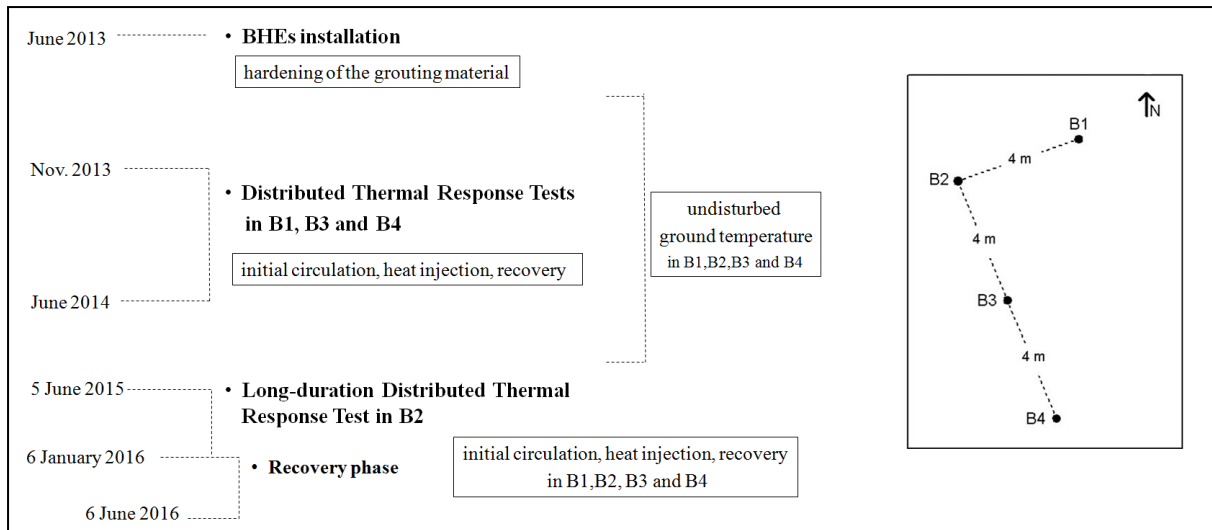 June 2013
• BHEs installation
hardening of the grouting material
Nov. 2013
• Distributed Thermal Response Tests
in B1, B3 and B4
initial circulation, heat injection, recovery
June 2014
undisturbed
ground temperature
in B1,B2,B3 and B4
5 June 2015
• Long-duration Distributed Thermal
Response Test in B2
6 January 2016
• Recovery phase
initial circulation, heat injection, recovery
in B1,B2, B3 and B4
6 June 2016
N
B1
4 m
B2
4 m
B3
4 m
B4